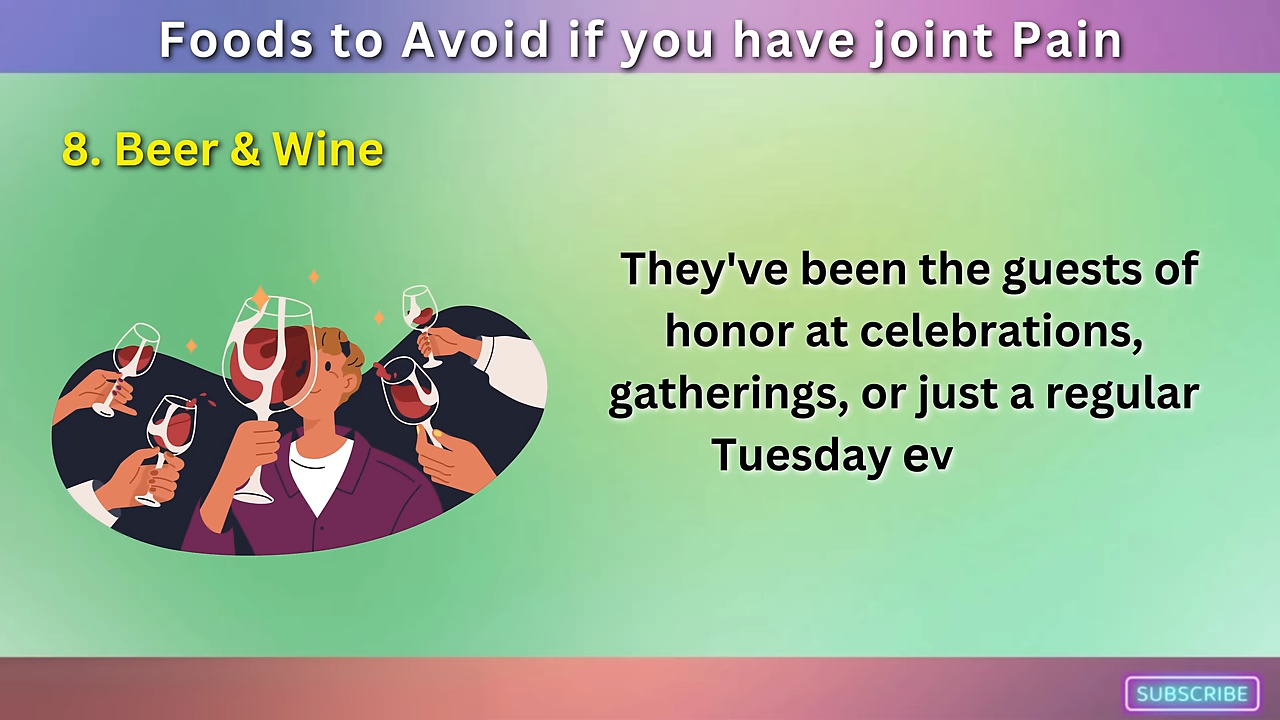 Foods to Avoid if you have joint Pain
8. Beer & Wine
They've been the guests of
honor at celebrations,
gatherings, or just a regular
Tuesday ev
SUBSCRIBE